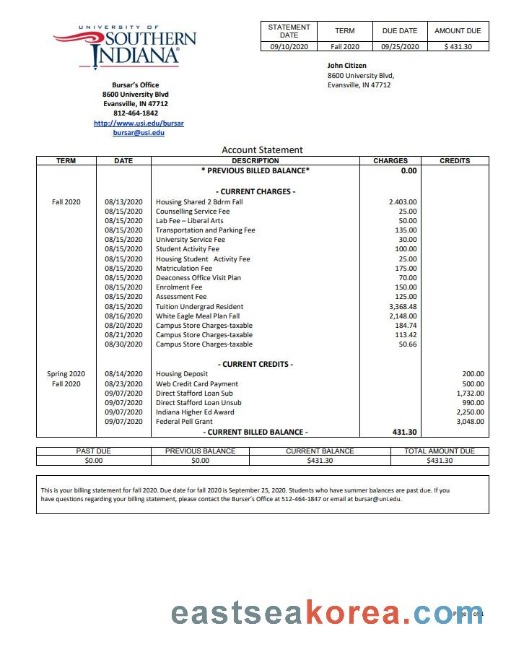 UNIVERSITY OF
SOUTHERN
INDIANA
STATEMENT DATE TERM DUE DATE AMOUNT DUE
09/10/2020 Fall 2020 09/25/2020 $ 431.30
John Citizen
8600 University Blvd,
Evansville, IN 47712
Bursar's Office
8600 University Blvd
Evansville, IN 47712
812-464-1842
http://www.usi.edu/bursar
bursar@usi.edu
Account Statement
TERM DATE DESCRIPTION CHARGES CREDITS
* PREVIOUS BILLED BALANCE* 0.00
- CURRENT CHARGES -
Fall 2020 08/13/2020 Housing Shared 2 Bdrm Fall 2.403.00
08/15/2020 Counselling Service Fee 25.00
08/15/2020 Lab Fee – Liberal Arts 50.00
08/15/2020 Transportation and Parking Fee 135.00
08/15/2020 University Service Fee 30.00
08/15/2020 Student Activity Fee 100.00
08/15/2020 Housing Student Activity Fee 25.00
08/15/2020 Matriculation Fee 175.00
08/15/2020 Deaconess Office Visit Plan 70.00
08/15/2020 Enrolment Fee 150.00
08/15/2020 Assessment Fee 125.00
08/15/2020 Tuition Undergrad Resident 3,368.48
08/16/2020 White Eagle Meal Plan Fall 2,148.00
08/20/2020 Campus Store Charges-taxable 184.74
08/21/2020 Campus Store Charges-taxable 113.42
08/30/2020 Campus Store Charges-taxable 50.66
- CURRENT CREDITS -
Spring 2020 08/14/2020 Housing Deposit 200.00
Fall 2020 08/23/2020 Web Credit Card Payment 500.00
09/07/2020 Direct Stafford Loan Sub 1,732.00
09/07/2020 Direct Stafford Loan Unsub 990.00
09/07/2020 Indiana Higher Ed Award 2,250.00
09/07/2020 Federal Pell Grant 3,048.00
- CURRENT BILLED BALANCE - 431.30
PAST DUE PREVIOUS BALANCE CURRENT BALANCE TOTAL AMOUNT DUE
$0.00 $0.00 $431.30 $431.30
This is your billing statement for fall 2020. Due date for fall 2020 is September 25, 2020. Students who have summer balances are past due. If you
have questions regarding your billing statement, please contact the Burser's Office at 512-464-1847 or email at bursar@uni.edu.
eastseakorea.com